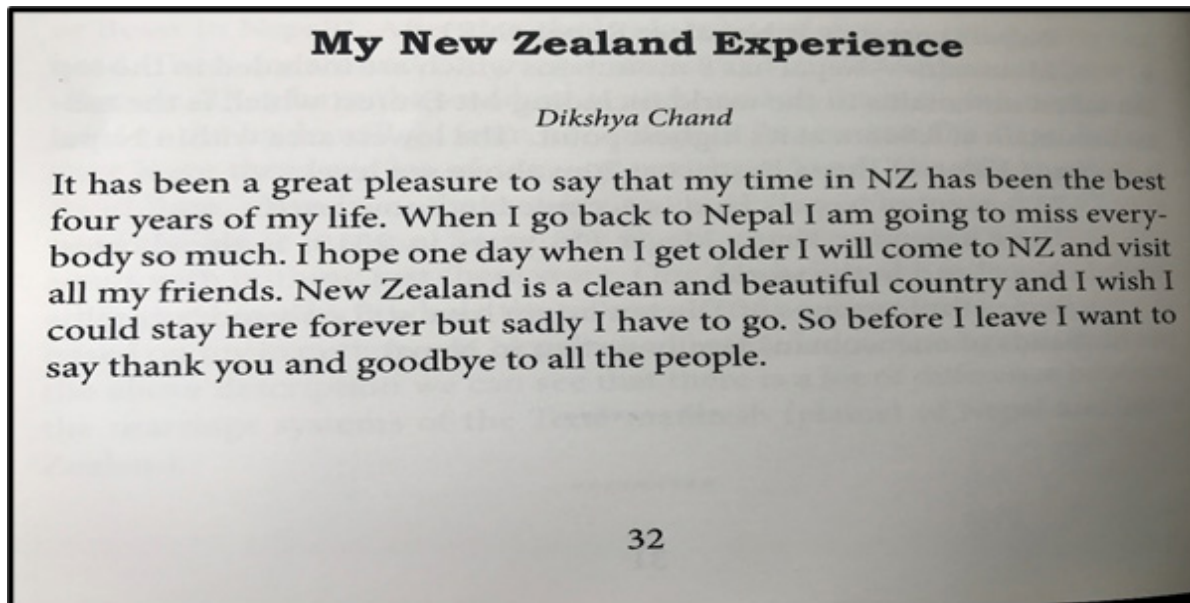 My New Zealand Experience
Dikshya Chand
It has been a great pleasure to say that my time in NZ has been the best
four years of my life. When I go back to Nepal I am going to miss every-
body so much. I hope one day when I get older I will come to NZ and visit
all my friends. New Zealand is a clean and beautiful country and I wish I
could stay here forever but sadly I have to go. So before I leave I want to
say thank you and goodbye to all the people.
32